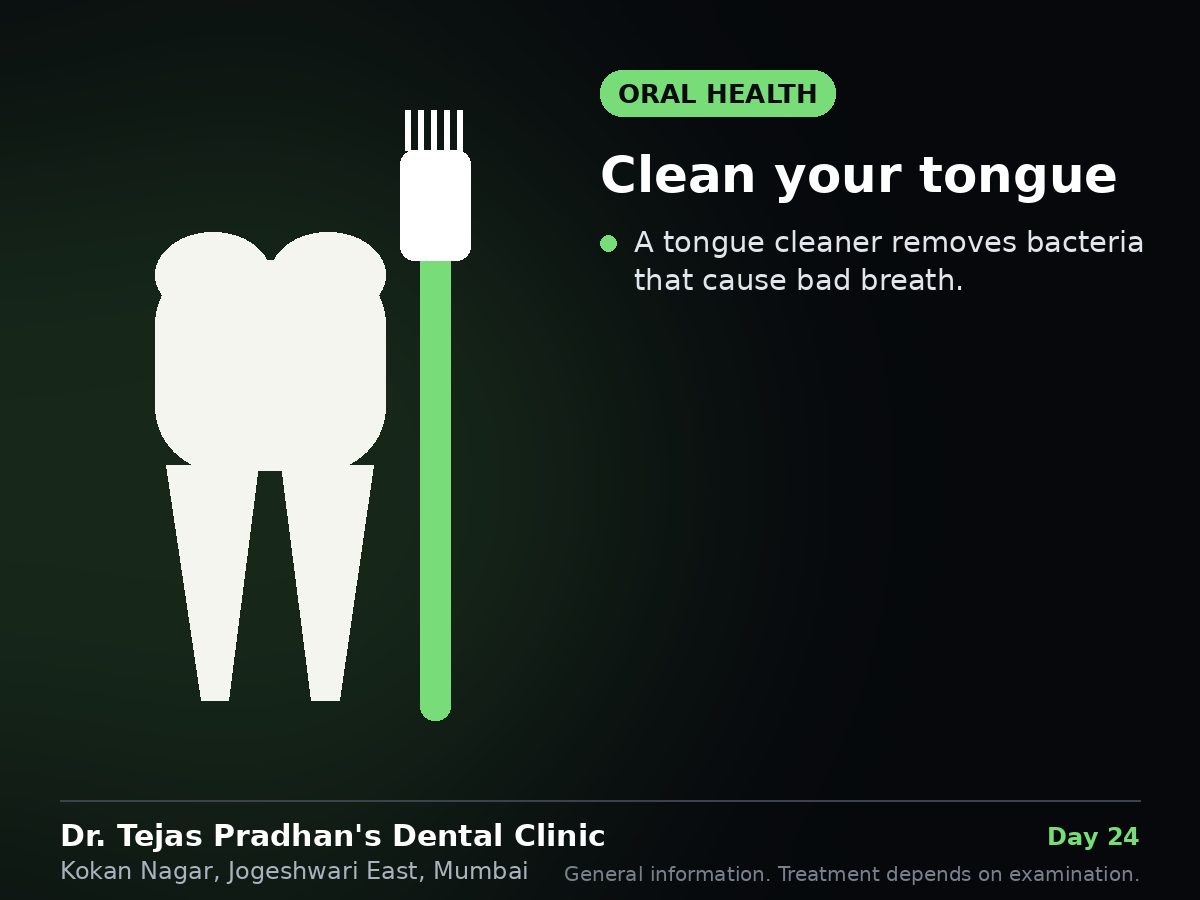 ORAL HEALTH
Clean your tongue
A tongue cleaner removes bacteria
that cause bad breath.
Dr. Tejas Pradhan's Dental Clinic
Day 24
Kokan Nagar, Jogeshwari East, Mumbai
General information. Treatment depends on examination.